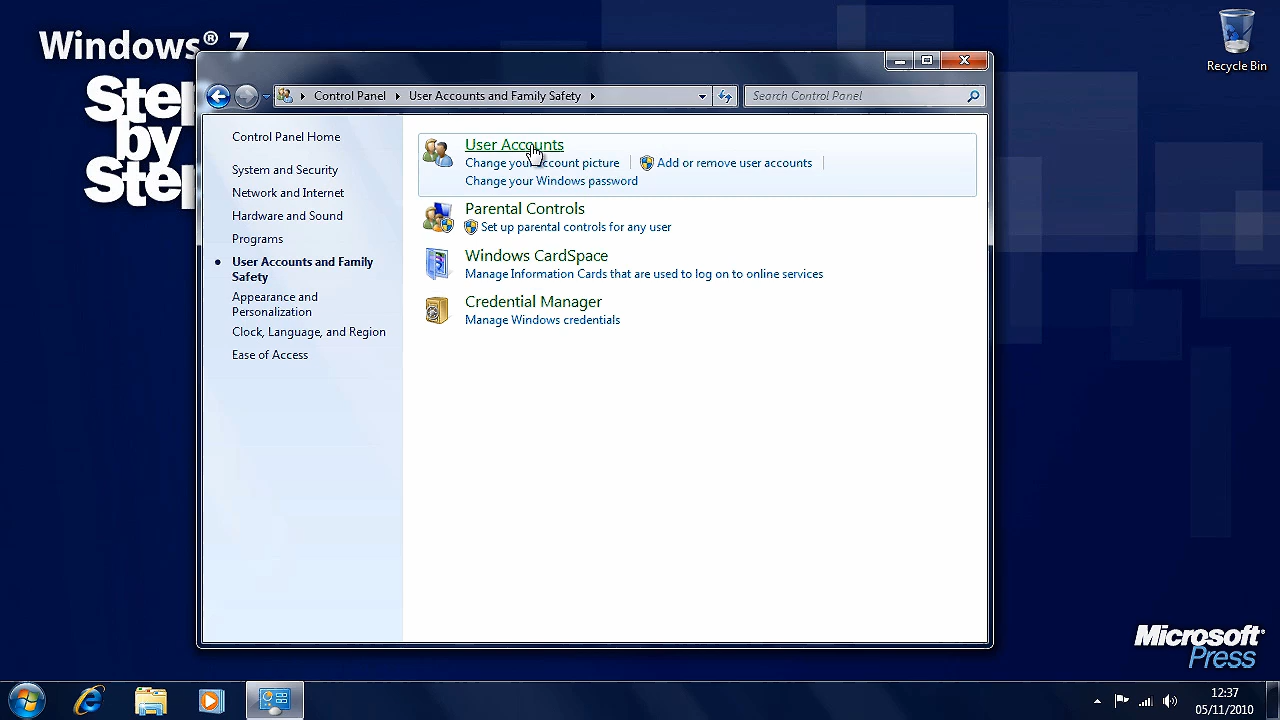 Windows® 7
Step
by
Step
Recycle Bin
Control Panel
User Accounts and Family Safety
Search Control Panel
Control Panel Home
System and Security
Network and Internet
Hardware and Sound
Programs
User Accounts and Family
Safety
Appearance and
Personalization
Clock, Language, and Region
Ease of Access
User Accounts
Change your account picture
Add or remove user accounts
Change your Windows password
Parental Controls
Set up parental controls for any user
Windows CardSpace
Manage Information Cards that are used to log on to online services
Credential Manager
Manage Windows credentials
Microsoft
Press
12:37
05/11/2010